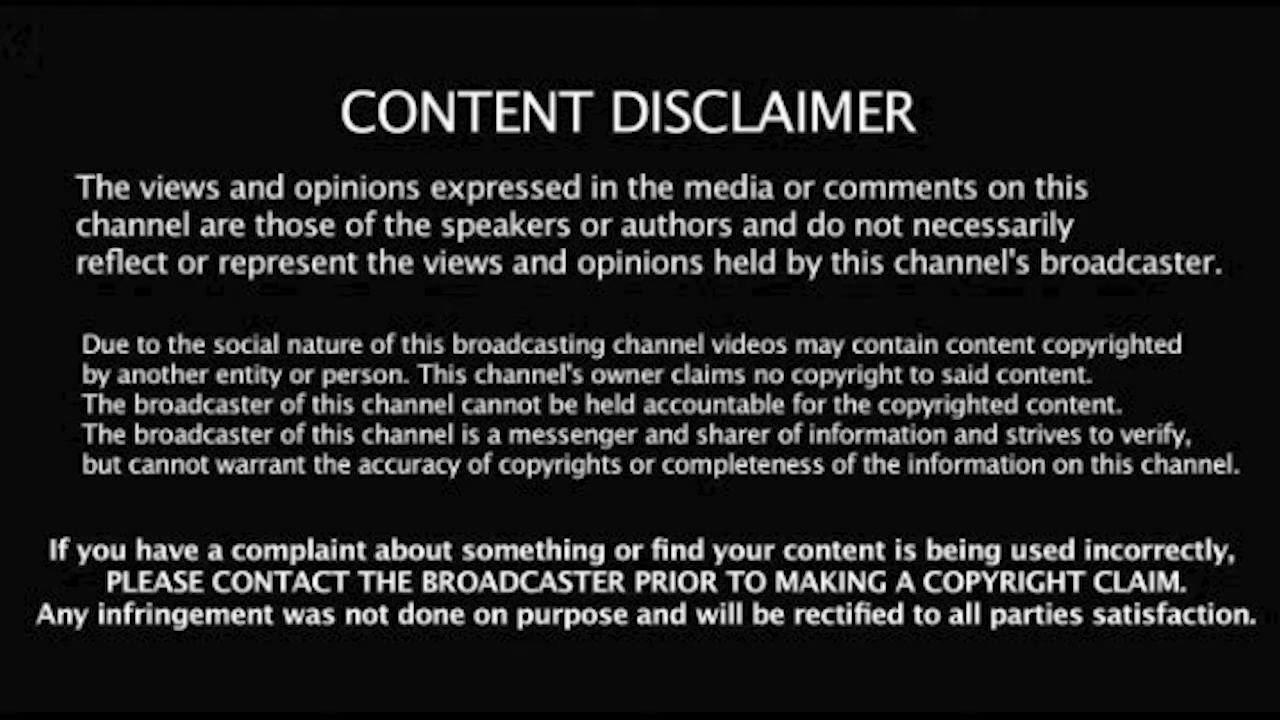 CONTENT DISCLAIMER
The views and opinions expressed in the media or comments on this
channel are those of the speakers or authors and do not necessarily
reflect or represent the views and opinions held by this channel's broadcaster.
Due to the social nature of this broadcasting channel videos may contain content copyrighted
by another entity or person. This channel's owner claims no copyright to said content.
The broadcaster of this channel cannot be held accountable for the copyrighted content.
The broadcaster of this channel is a messenger and sharer of information and strives to verify,
but cannot warrant the accuracy of copyrights or completeness of the information on this channel.
If you have a complaint about something or find your content is being used incorrectly,
PLEASE CONTACT THE BROADCASTER PRIOR TO MAKING A COPYRIGHT CLAIM.
Any infringement was not done on purpose and will be rectified to all parties satisfaction.